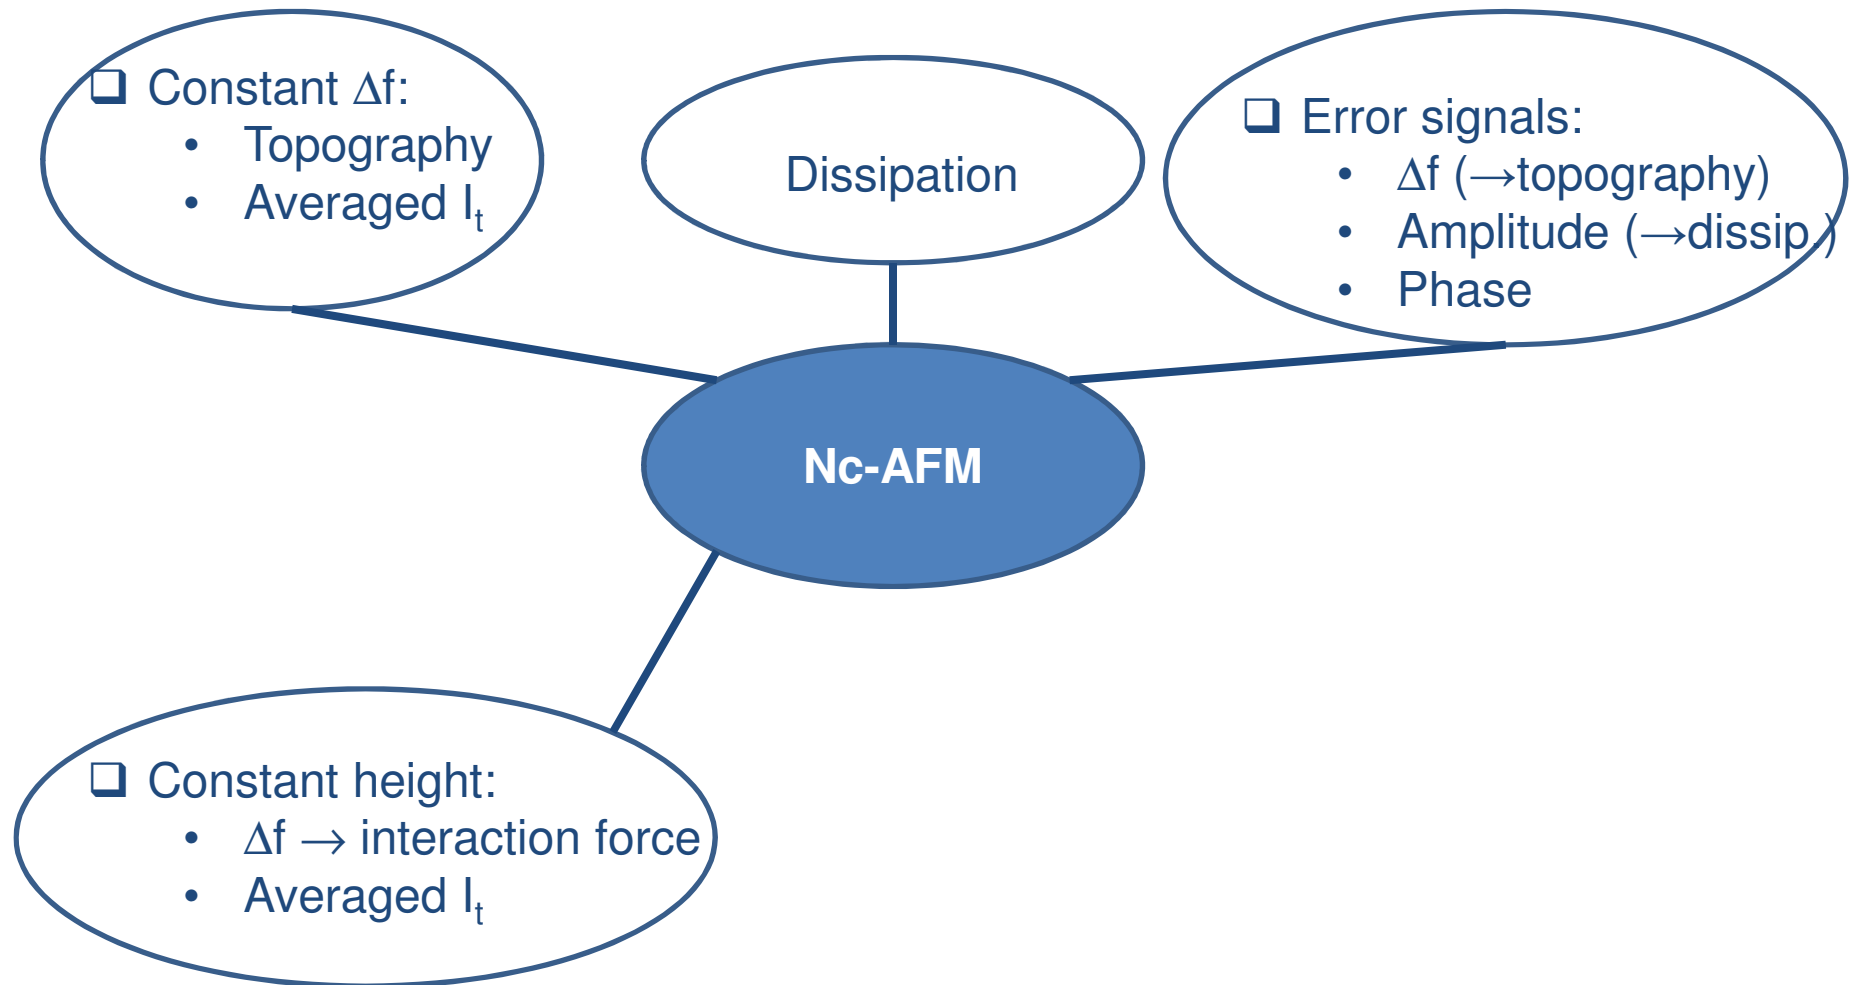 ❑ Constant Δf:
• Topography
• Averaged Iₜ
Dissipation
❑ Error signals:
• Δf (→topography)
• Amplitude (→dissip.)
• Phase
Nc-AFM
❑ Constant height:
• Δf → interaction force
• Averaged Iₜ